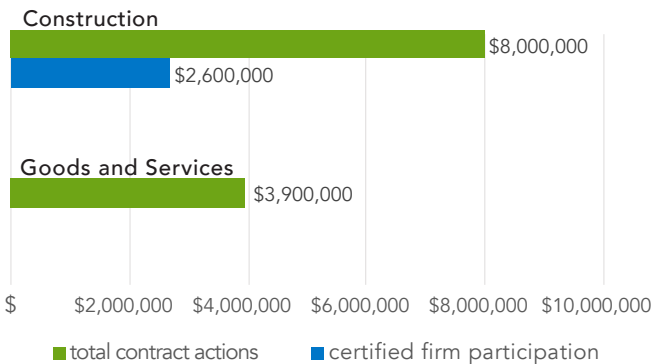 Construction
$8,000,000
$2,600,000
Goods and Services
$3,900,000
$ $2,000,000 $4,000,000 $6,000,000 $8,000,000 $10,000,000
total contract actions certified firm participation